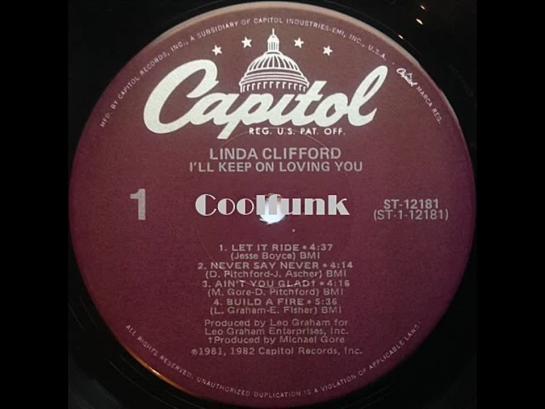 MFD. BY CAPITOL RECORDS, INC., A SUBSIDIARY OF CAPITOL INDUSTRIES-EMI, INC., U.S.A.
Capitol
MARCA REG.
Capitol
REG. U.S. PAT. OFF.
LINDA CLIFFORD
I'LL KEEP ON LOVING YOU
1
Coolfunk
ST-12181
(ST-1-12181)
1. LET IT RIDE • 4:37
(Jesse Boyce) BMI
2. NEVER SAY NEVER • 4:14
(D. Pitchford-J. Ascher) BMI
3. AIN'T YOU GLAD† • 4:16
(M. Gore-D. Pitchford) BMI
4. BUILD A FIRE • 5:36
(L. Graham-E. Fisher) BMI
Produced by Leo Graham for
Leo Graham Enterprises, Inc.
†Produced by Michael Gore
℗1981, 1982 Capitol Records, Inc.
ALL RIGHTS RESERVED. UNAUTHORIZED DUPLICATION IS A VIOLATION OF APPLICABLE LAWS.